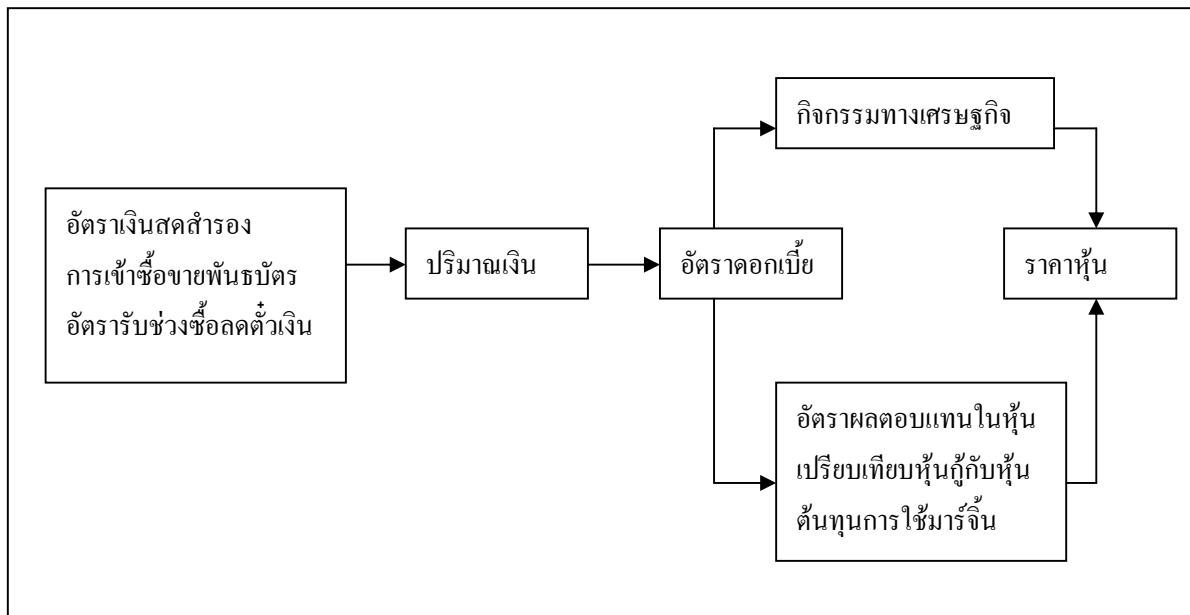 อัตราเงินสดสำรอง
การเข้าซื้อขายพันธบัตร
อัตรารับช่วงซื้อลดตั๋วเงิน
ปริมาณเงิน
อัตราดอกเบี้ย
กิจกรรมทางเศรษฐกิจ
อัตราผลตอบแทนในหุ้น
เปรียบเทียบหุ้นกู้กับหุ้น
ต้นทุนการใช้มาร์จิ้น
ราคาหุ้น